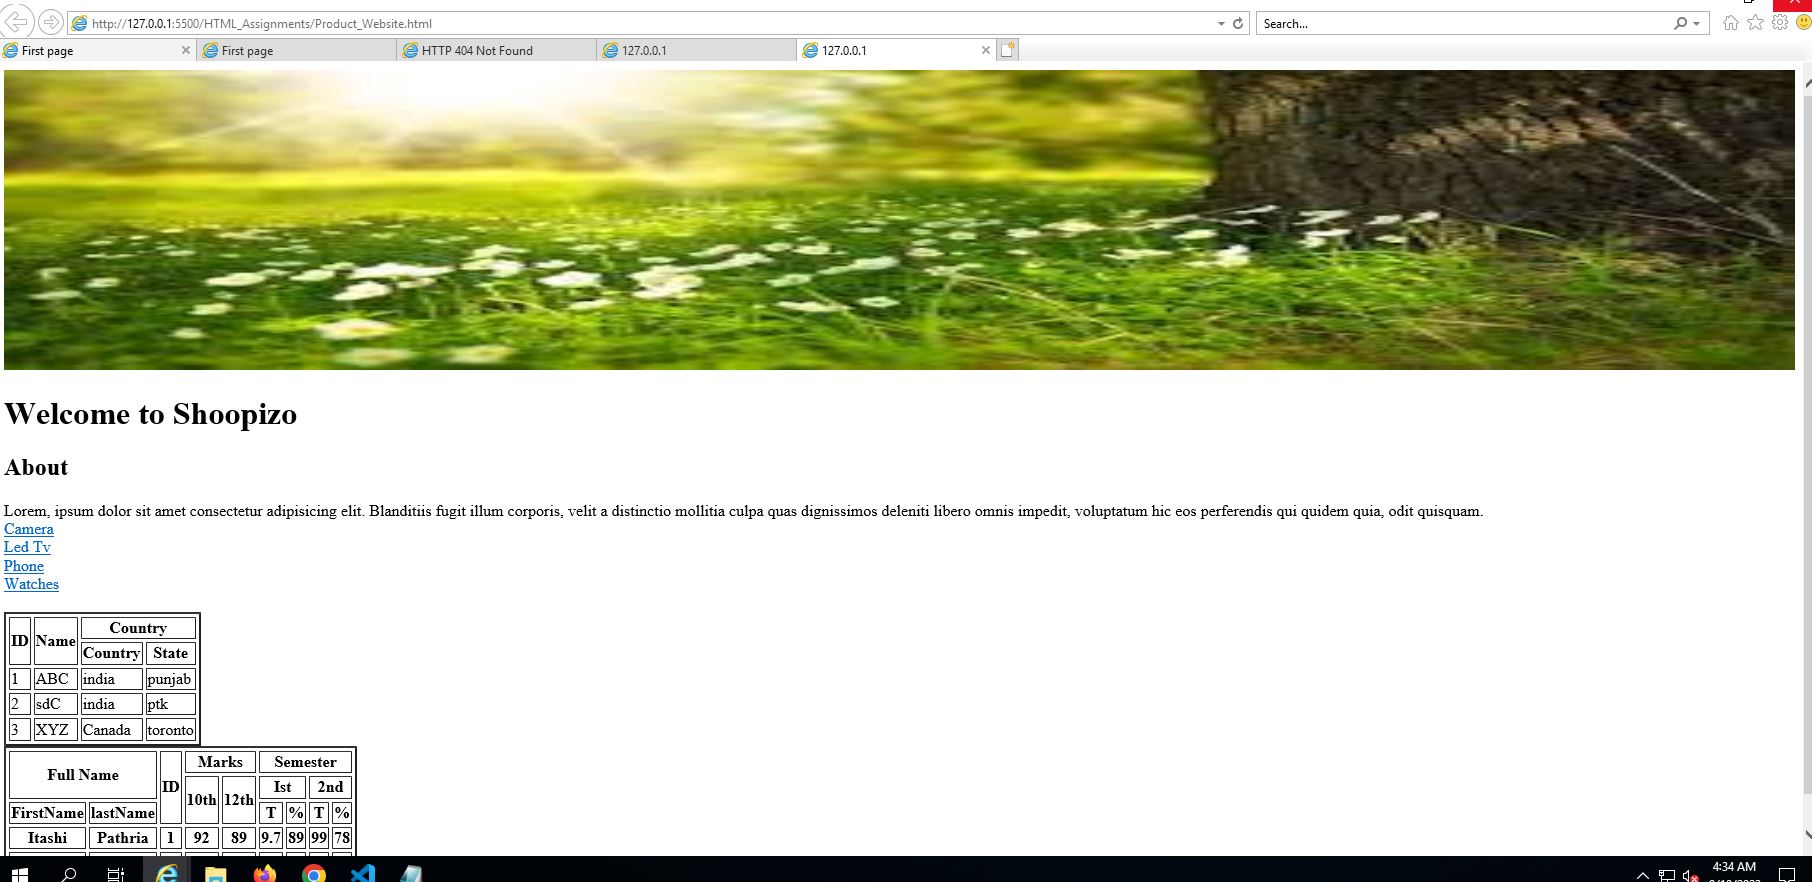 http://127.0.0.1:5500/HTML_Assignments/Product_Website.html
Search...
First page
First page
HTTP 404 Not Found
127.0.0.1
127.0.0.1
Welcome to Shoopizo
About
Lorem, ipsum dolor sit amet consectetur adipisicing elit. Blanditiis fugit illum corporis, velit a distinctio mollitia culpa quas dignissimos deleniti libero omnis impedit, voluptatum hic eos perferendis qui quidem quia, odit quisquam.
Camera
Led Tv
Phone
Watches
ID Name Country
Country State
1 ABC india punjab
2 sdC india ptk
3 XYZ Canada toronto
Full Name ID Marks Semester
10th 12th Ist 2nd
FirstName lastName T % T %
Itashi Pathria 1 92 89 9.7 89 99 78
4:34 AM